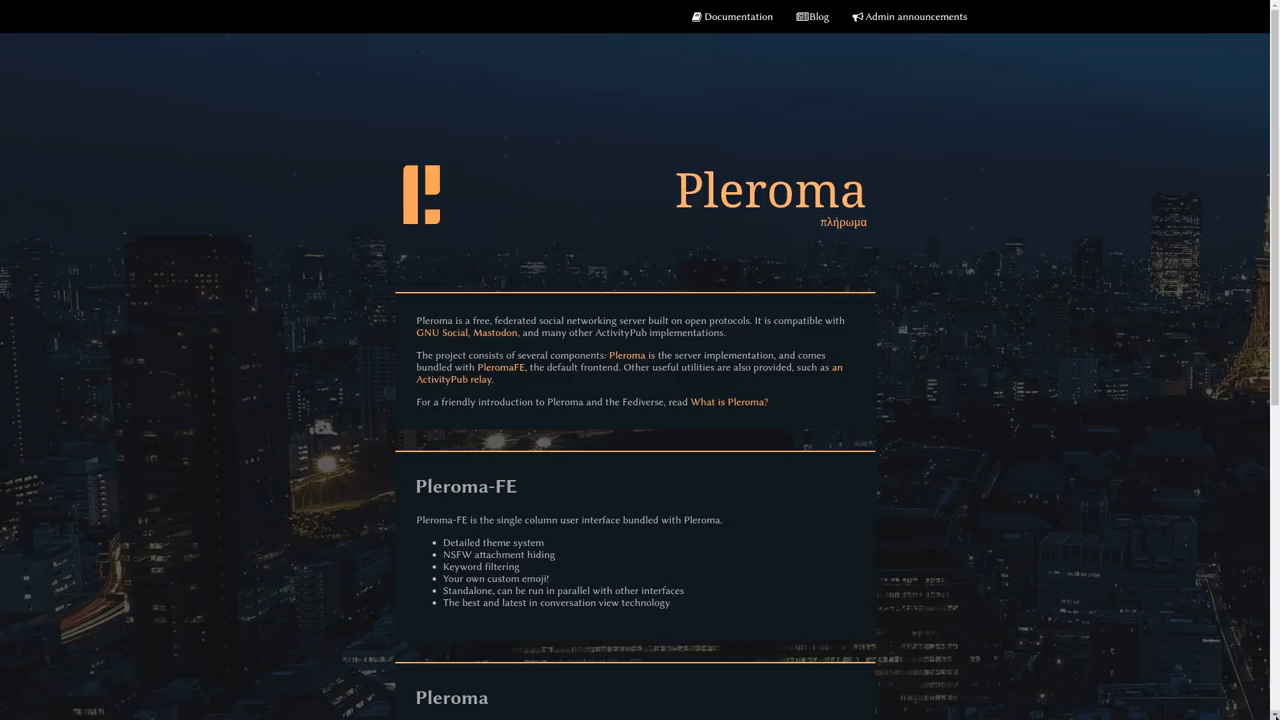 Documentation
Blog
Admin announcements
Pleroma
πλήρωμα
Pleroma is a free, federated social networking server built on open protocols. It is compatible with
GNU Social, Mastodon, and many other ActivityPub implementations.
The project consists of several components: Pleroma is the server implementation, and comes
bundled with PleromaFE, the default frontend. Other useful utilities are also provided, such as an
ActivityPub relay.
For a friendly introduction to Pleroma and the Fediverse, read What is Pleroma?
Pleroma-FE
Pleroma-FE is the single column user interface bundled with Pleroma.
• Detailed theme system
• NSFW attachment hiding
• Keyword filtering
• Your own custom emoji!
• Standalone, can be run in parallel with other interfaces
• The best and latest in conversation view technology
Pleroma